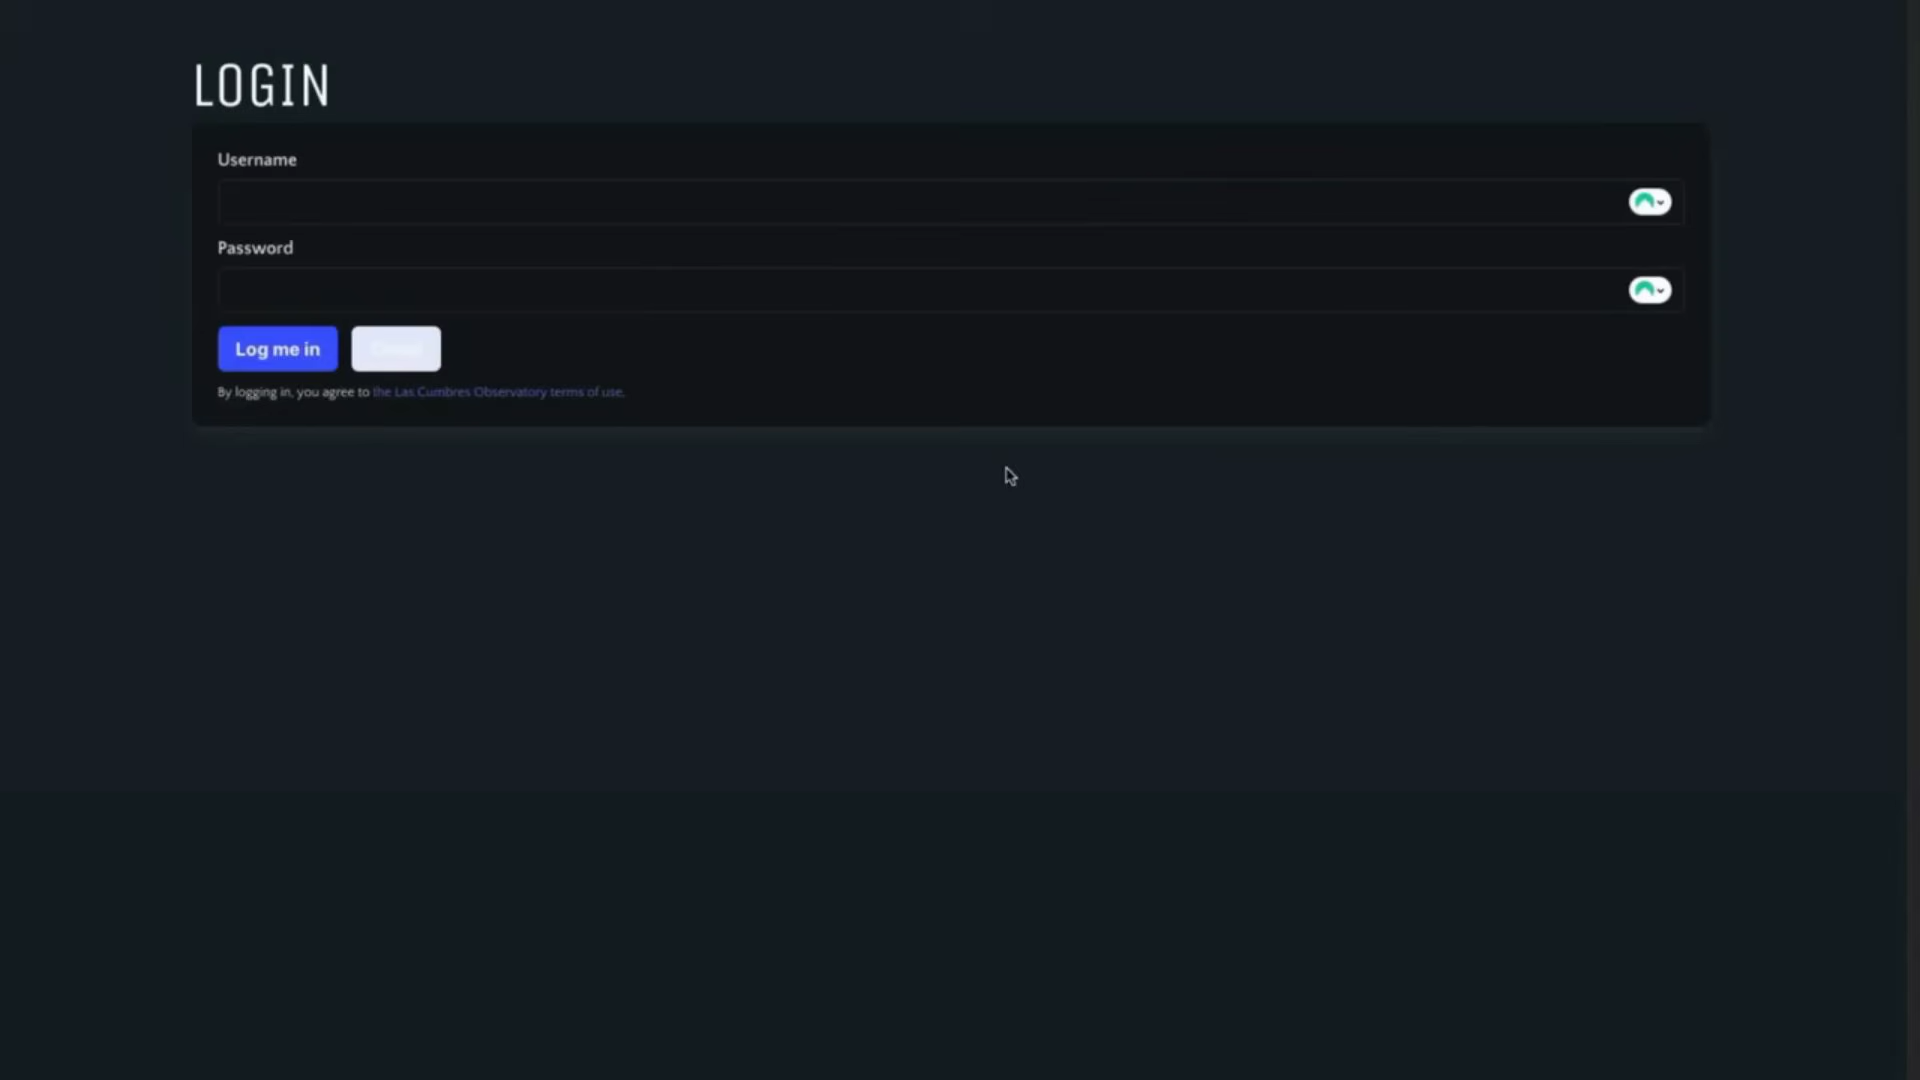 LOGIN
Username
Password
Log me in
By logging in, you agree to the Las Cumbres Observatory terms of use.